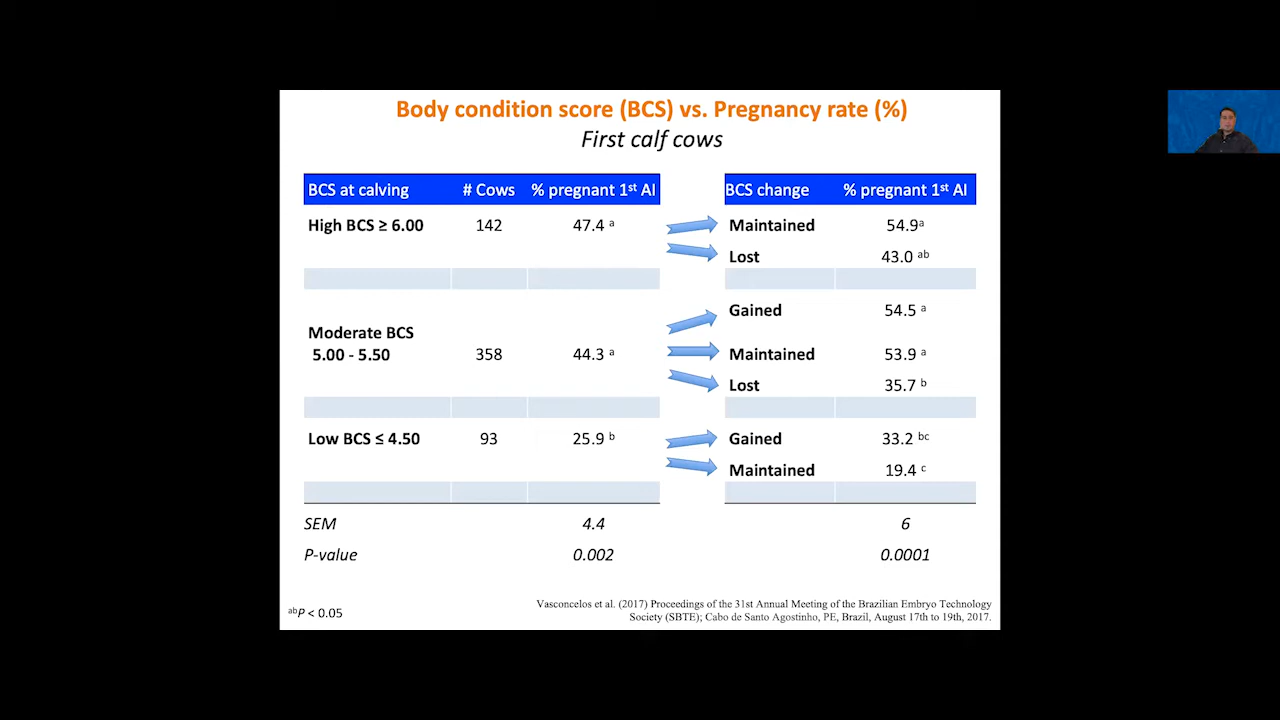 Body condition score (BCS) vs. Pregnancy rate (%)
First calf cows
BCS at calving # Cows % pregnant 1st AI BCS change % pregnant 1st AI
High BCS ≥ 6.00 142 47.4 a Maintained 54.9a
Lost 43.0 ab
Gained 54.5 a
Moderate BCS
5.00 - 5.50 358 44.3 a Maintained 53.9 a
Lost 35.7 b
Low BCS ≤ 4.50 93 25.9 b Gained 33.2 bc
Maintained 19.4 c
SEM 4.4 6
P-value 0.002 0.0001
Vasconcelos et al. (2017) Proceedings of the 31st Annual Meeting of the Brazilian Embryo Technology
abP < 0.05
Society (SBTE); Cabo de Santo Agostinho, PE, Brazil, August 17th to 19th, 2017.